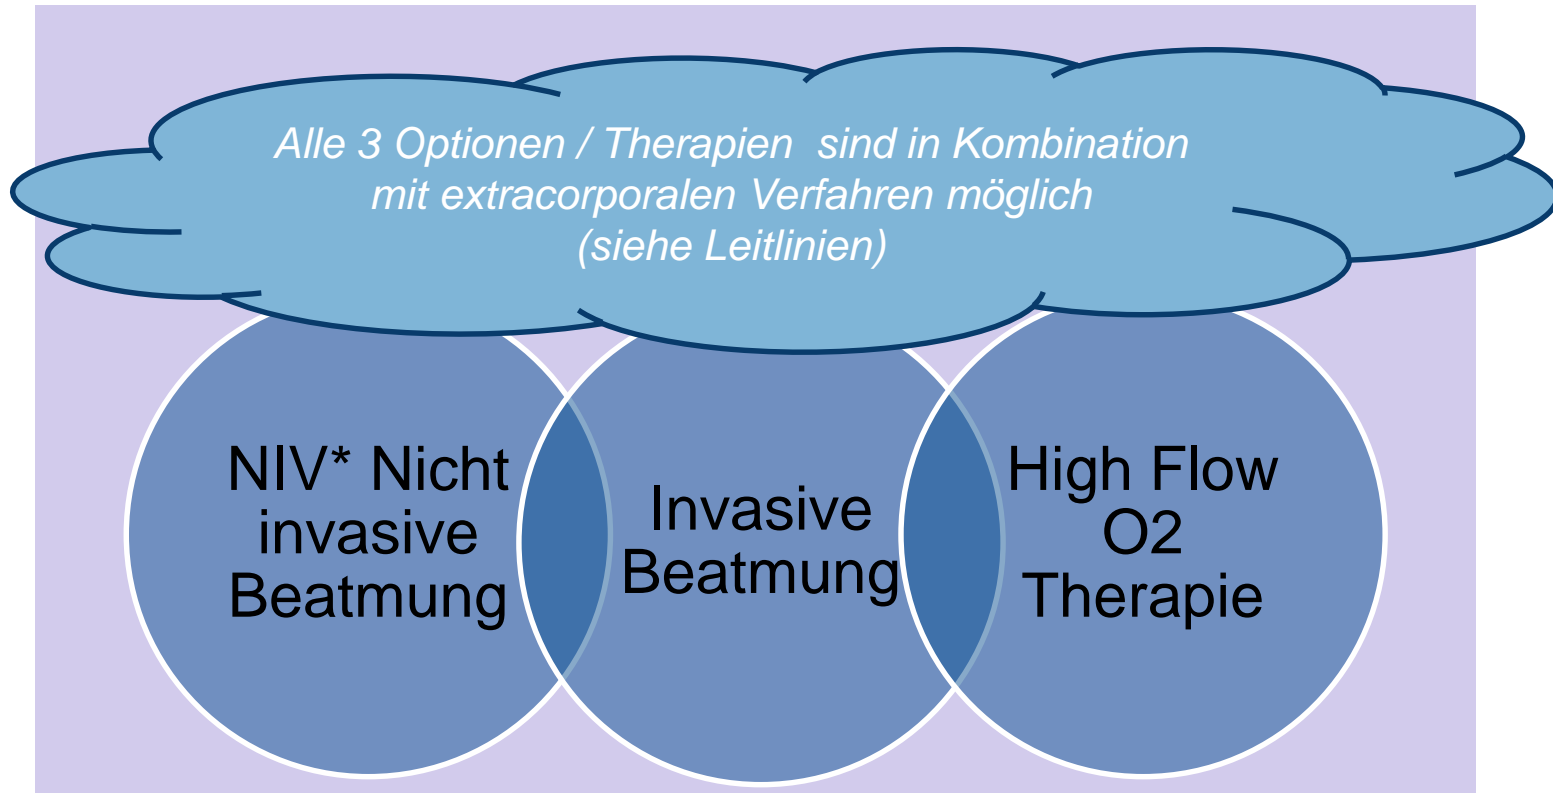 Alle 3 Optionen / Therapien sind in Kombination
mit extracorporalen Verfahren möglich
(siehe Leitlinien)
NIV* Nicht
invasive
Beatmung
Invasive
Beatmung
High Flow
O2
Therapie